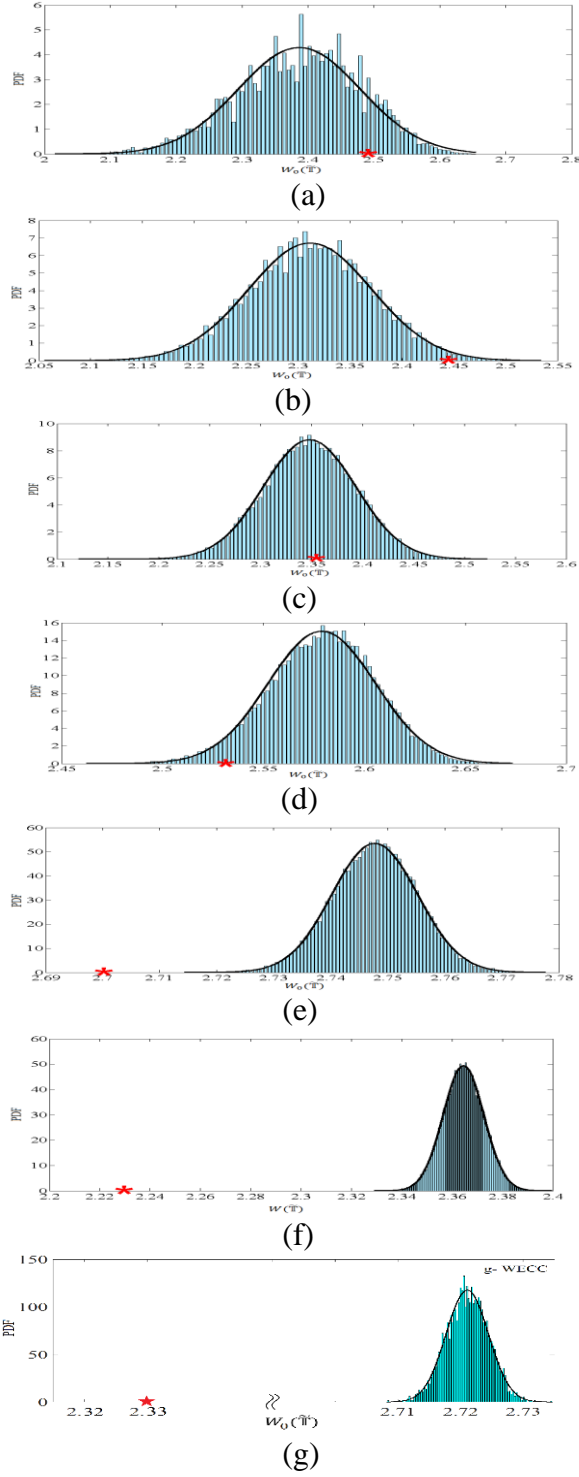 6
5
4
PDF
3
2
1
0
2 2.1 2.2 2.3 2.4 2.5 2.6 2.7 2.8
W₀(𝕋)
(a)
8
7
6
5
PDF
4
3
2
1
0
2.05 2.1 2.15 2.2 2.25 2.3 2.35 2.4 2.45 2.5 2.55
W₀(𝕋)
(b)
10
8
6
PDF
4
2
0
2.1 2.15 2.2 2.25 2.3 2.35 2.4 2.45 2.5 2.55 2.6
W₀(𝕋)
(c)
16
14
12
10
PDF
8
6
4
2
0
2.45 2.5 2.55 2.6 2.65 2.7
W₀(𝕋)
(d)
60
50
40
PDF
30
20
10
0
2.69 2.7 2.71 2.72 2.73 2.74 2.75 2.76 2.77 2.78
W₀(𝕋)
(e)
60
50
40
PDF
30
20
10
0
2.2 2.22 2.24 2.26 2.28 2.3 2.32 2.34 2.36 2.38 2.4
W(𝕋)
(f)
150
g- WECC
100
PDF
50
0
2.32 2.33 2.71 2.72 2.73
W₀(𝕋)
(g)